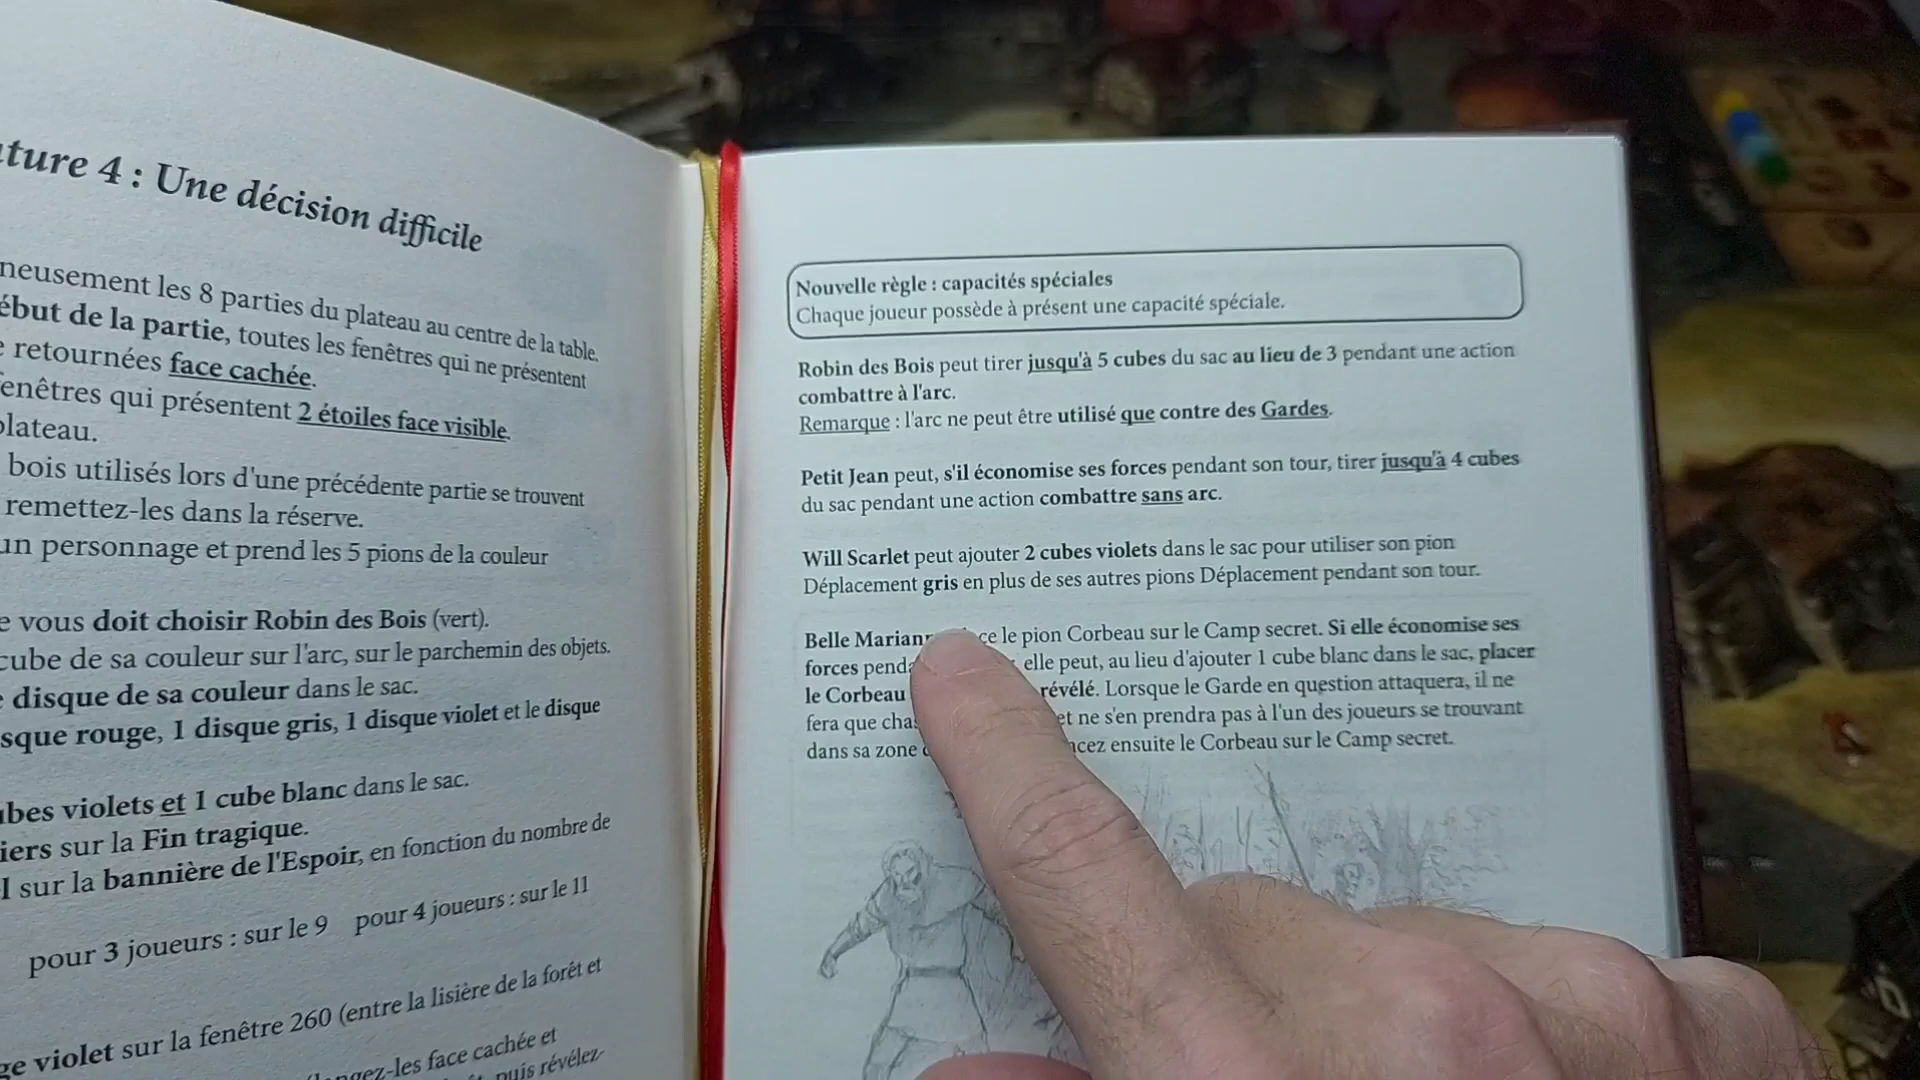 ture 4 : Une décision difficile
neusement les 8 parties du plateau au centre de la table.
ébut de la partie, toutes les fenêtres qui ne présentent
retournées face cachée.
enêtres qui présentent 2 étoiles face visible.
plateau.
bois utilisés lors d'une précédente partie se trouvent
remettez-les dans la réserve.
un personnage et prend les 5 pions de la couleur
e vous doit choisir Robin des Bois (vert).
cube de sa couleur sur l'arc, sur le parchemin des objets.
disque de sa couleur dans le sac.
sque rouge, 1 disque gris, 1 disque violet et le disque
ubes violets et 1 cube blanc dans le sac.
iers sur la Fin tragique.
l sur la bannière de l'Espoir, en fonction du nombre de
pour 3 joueurs : sur le 9 pour 4 joueurs : sur le 11
ge violet sur la fenêtre 260 (entre la lisière de la forêt et
ngez-les face cachée et
puis révélez-
Nouvelle règle : capacités spéciales
Chaque joueur possède à présent une capacité spéciale.
Robin des Bois peut tirer jusqu'à 5 cubes du sac au lieu de 3 pendant une action
combattre à l'arc.
Remarque : l'arc ne peut être utilisé que contre des Gardes.
Petit Jean peut, s'il économise ses forces pendant son tour, tirer jusqu'à 4 cubes
du sac pendant une action combattre sans arc.
Will Scarlet peut ajouter 2 cubes violets dans le sac pour utiliser son pion
Déplacement gris en plus de ses autres pions Déplacement pendant son tour.
Belle Mariann ce le pion Corbeau sur le Camp secret. Si elle économise ses
forces penda elle peut, au lieu d'ajouter 1 cube blanc dans le sac, placer
le Corbeau révélé. Lorsque le Garde en question attaquera, il ne
fera que cha et ne s'en prendra pas à l'un des joueurs se trouvant
dans sa zone cez ensuite le Corbeau sur le Camp secret.